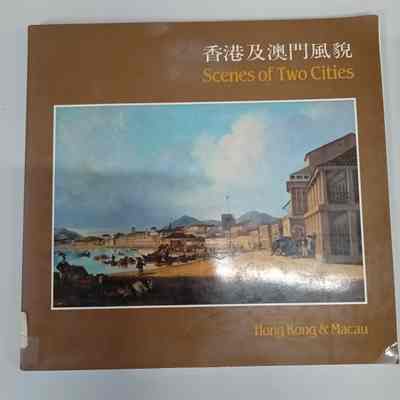 香港及澳門風貌
Scenes of Two Cities
Hong Kong & Macau